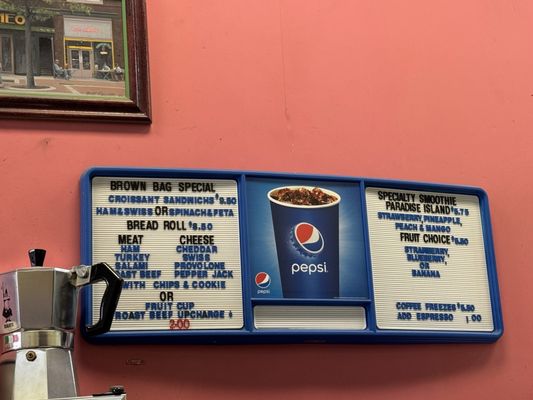 BROWN BAG SPECIAL
CROISSANT SANDWICHS $9.50
HAM&SWISS OR SPINACH&FETA
BREAD ROLL $8.50
MEAT CHEESE
HAM CHEDDAR
TURKEY SWISS
SALAMI PROVOLONE
ROAST BEEF PEPPER JACK
WITH CHIPS & COOKIE
OR
FRUIT CUP
ROAST BEEF UPCHARGE $
2.00
pepsi
pepsi
SPECIALTY SMOOTHIE
PARADISE ISLAND $5.75
STRAWBERRY, PINEAPPLE,
PEACH & MANGO
FRUIT CHOICE $5.50
STRAWBERRY,
BLUEBERRY,
OR
BANANA
COFFEE FREEZES $5.50
ADD ESPRESSO 1.00